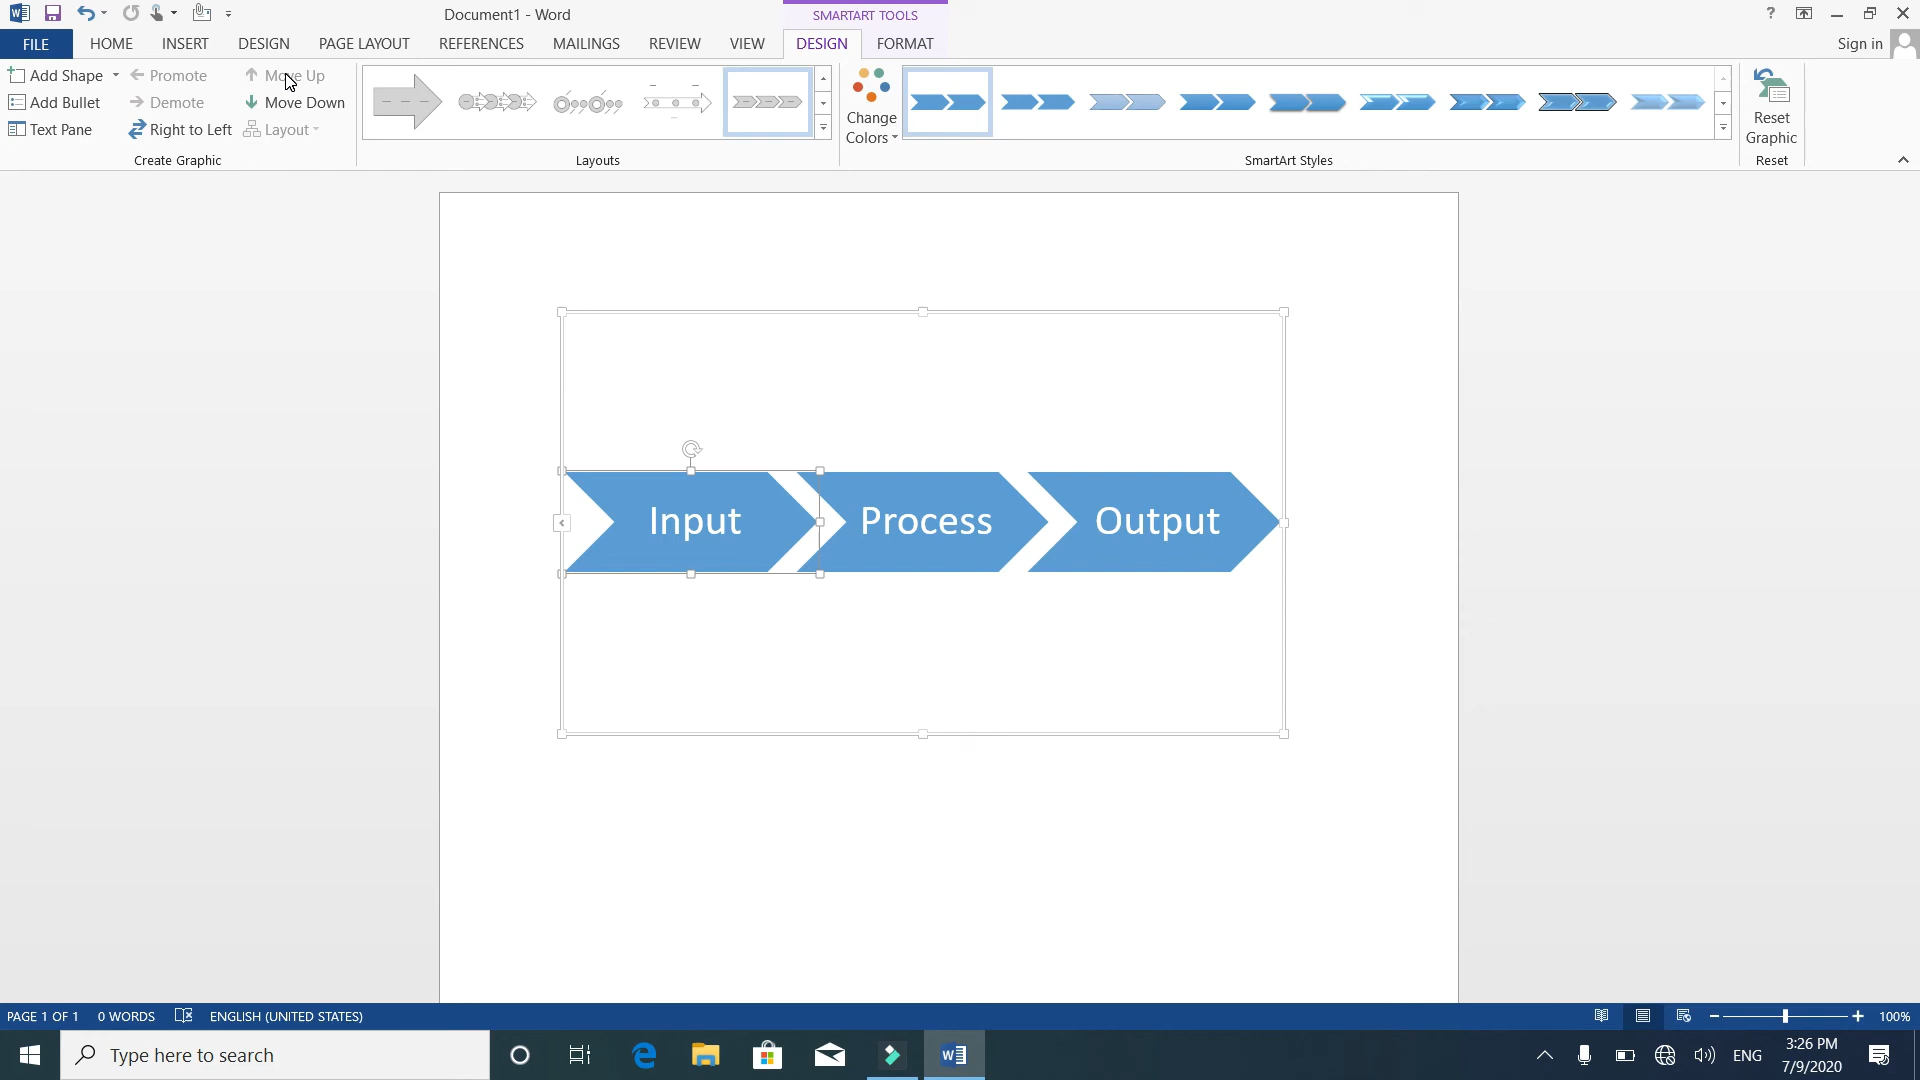 Document1 - Word
SMARTART TOOLS
?
FILE
HOME
INSERT
DESIGN
PAGE LAYOUT
REFERENCES
MAILINGS
REVIEW
VIEW
DESIGN
FORMAT
Sign in
Add Shape
Promote
Move Up
Add Bullet
Demote
Move Down
Text Pane
Right to Left
Layout
Create Graphic
Layouts
Change
Colors
SmartArt Styles
Reset
Graphic
Reset
Input
Process
Output
PAGE 1 OF 1
0 WORDS
ENGLISH (UNITED STATES)
100%
Type here to search
ENG
3:26 PM
7/9/2020